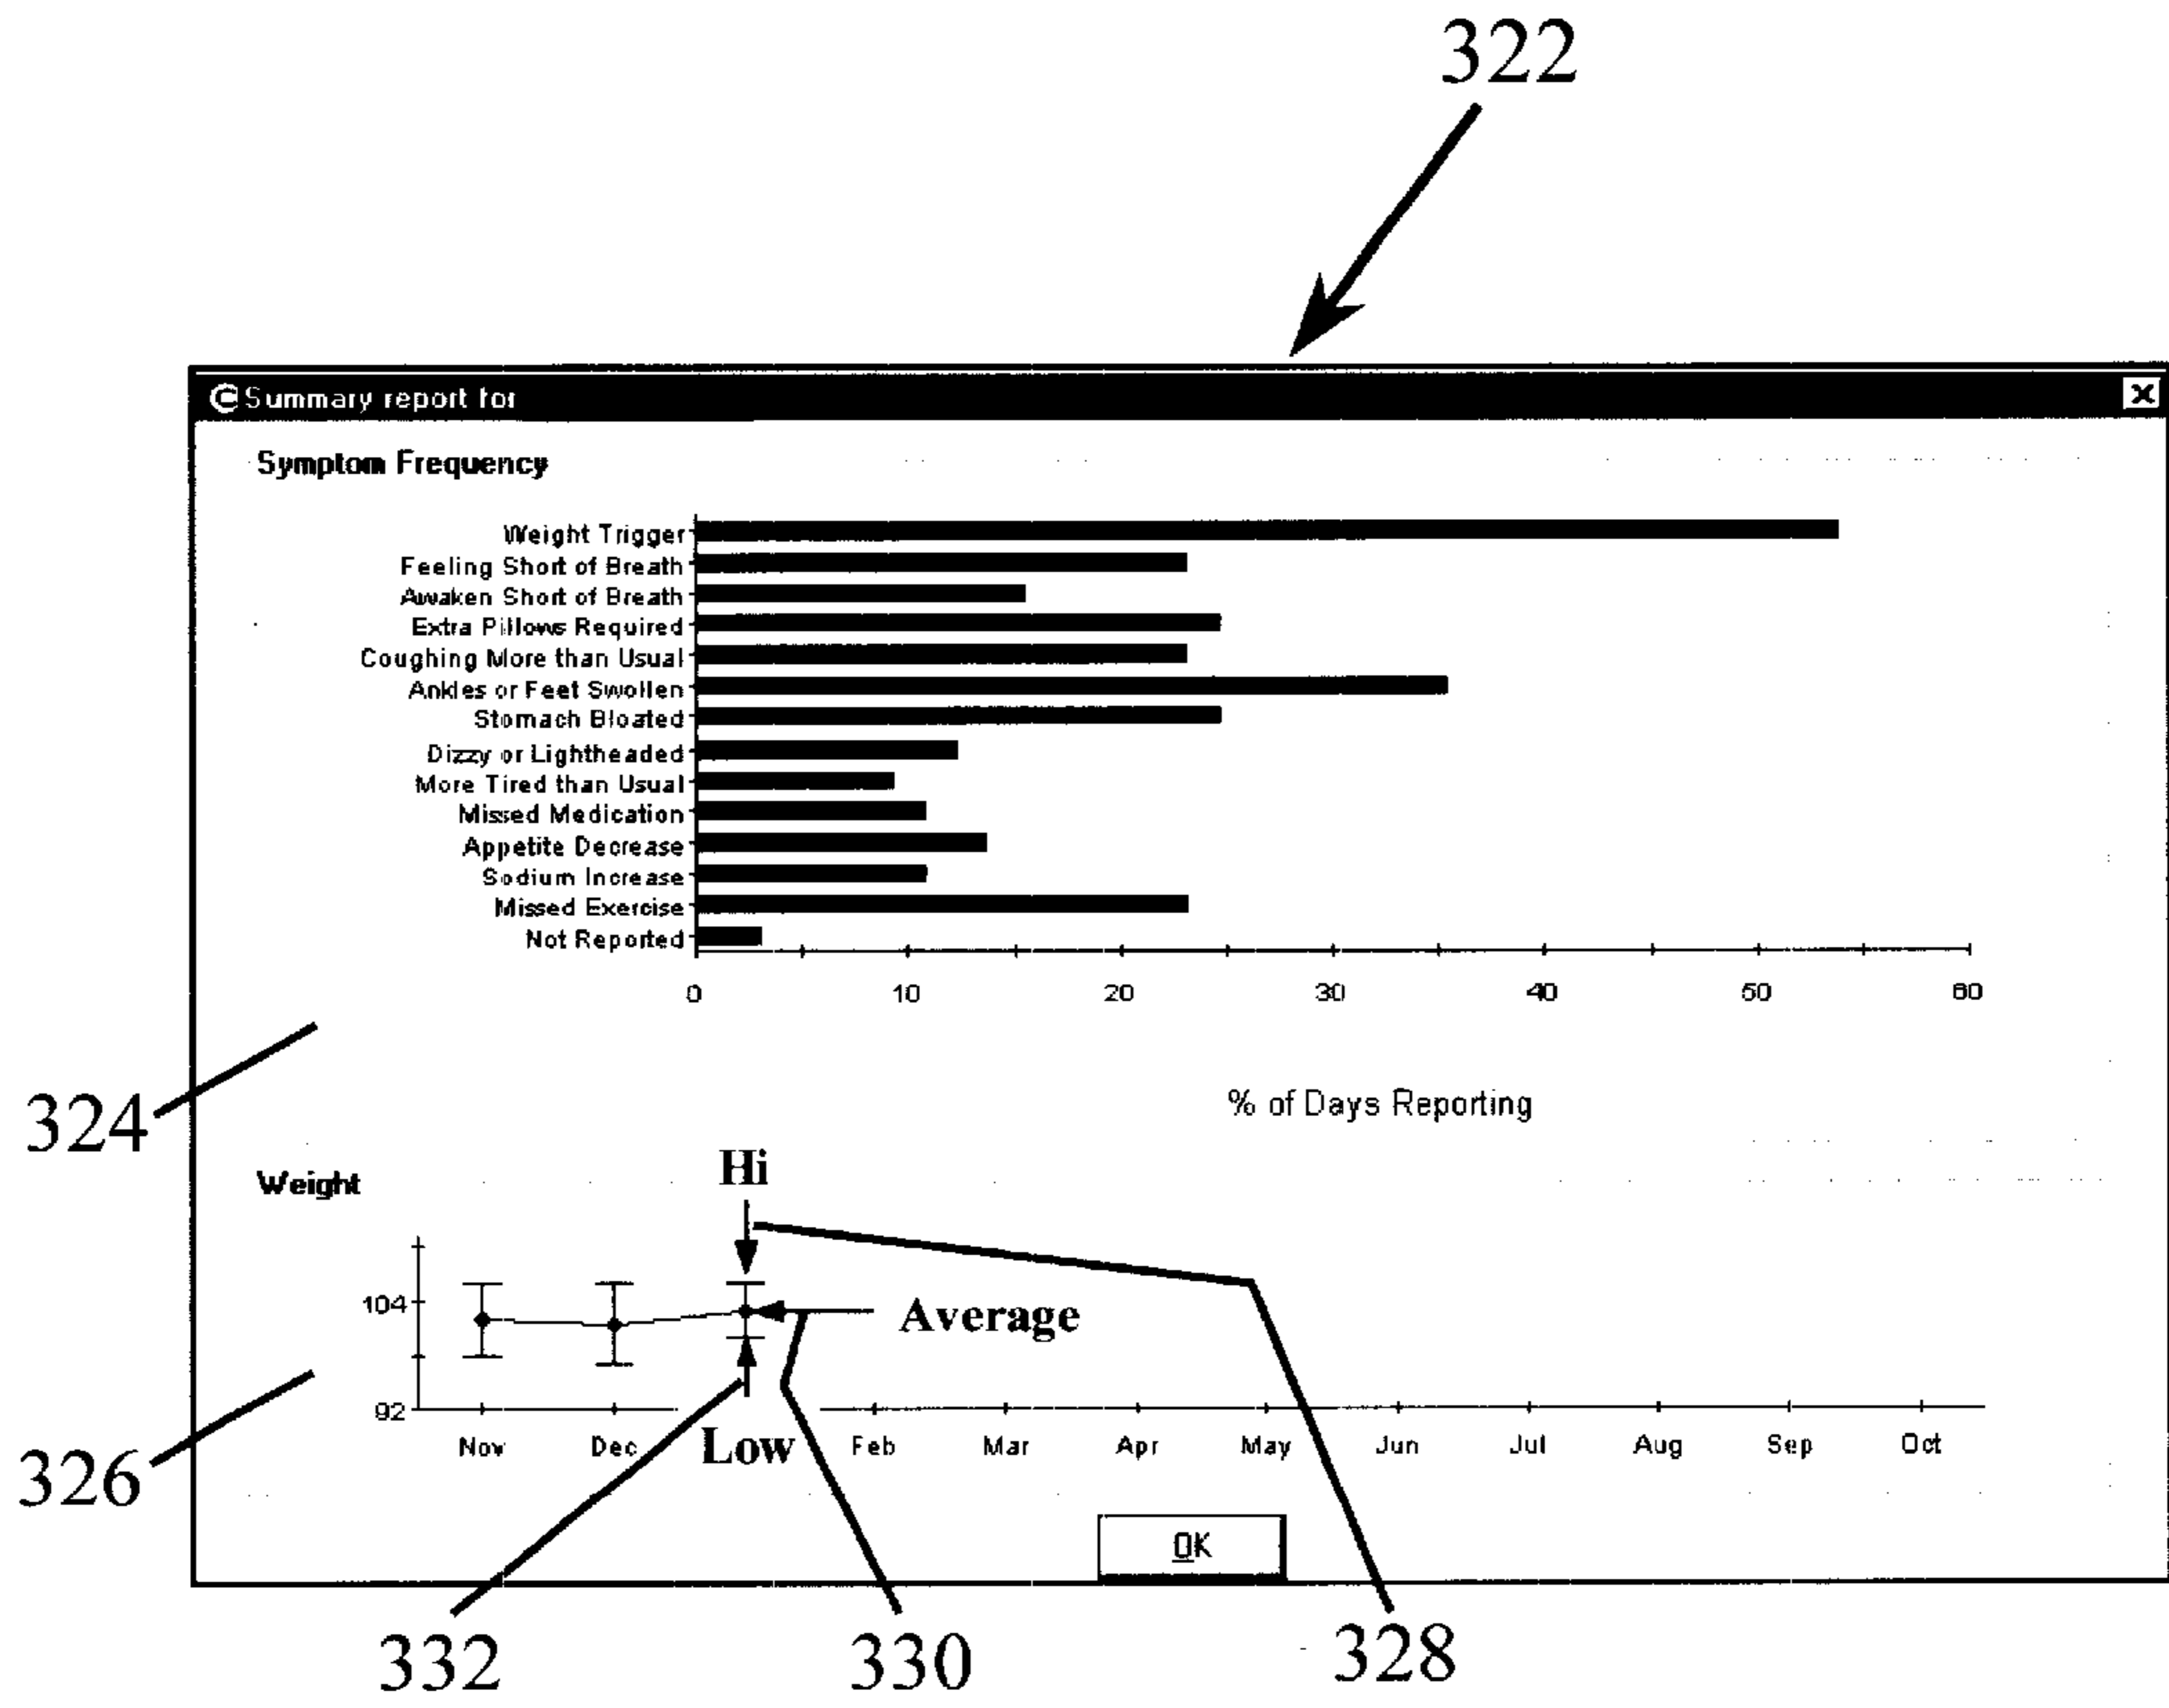 322
© Summary report for
Symptom Frequency
Weight Trigger
Feeling Short of Breath
Awaken Short of Breath
Extra Pillows Required
Coughing More than Usual
Ankles or Feet Swollen
Stomach Bloated
Dizzy or Lightheaded
More Tired than Usual
Missed Medication
Appetite Decrease
Sodium Increase
Missed Exercise
Not Reported
0 10 20 30 40 50 60
324
% of Days Reporting
Weight
Hi
104
Average
92
Nov Dec Low Feb Mar Apr May Jun Jul Aug Sep Oct
326
OK
332 330 328